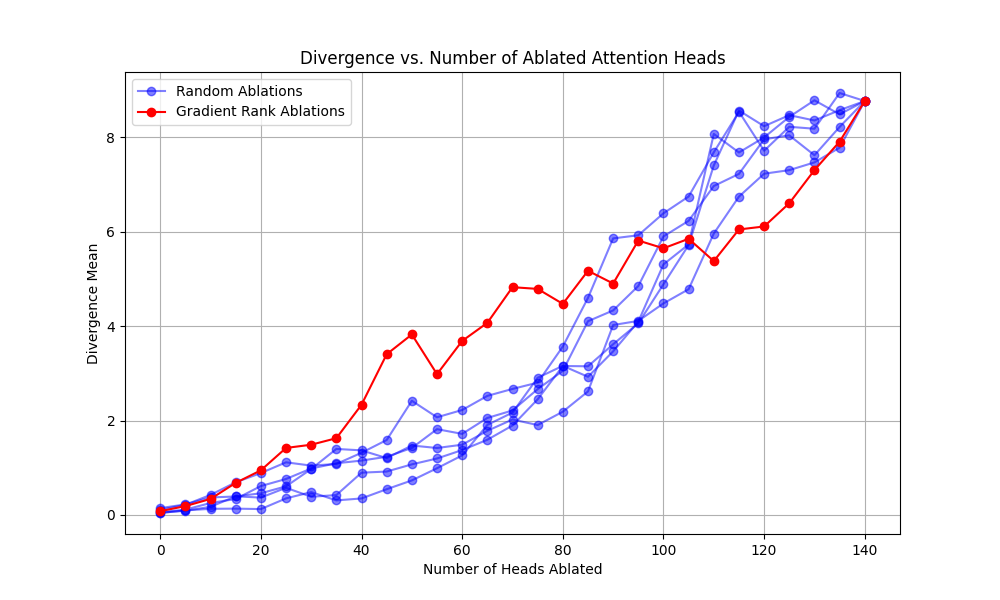 Divergence vs. Number of Ablated Attention Heads
Random Ablations
Gradient Rank Ablations
8
6
4
2
0
Divergence Mean
0 20 40 60 80 100 120 140
Number of Heads Ablated